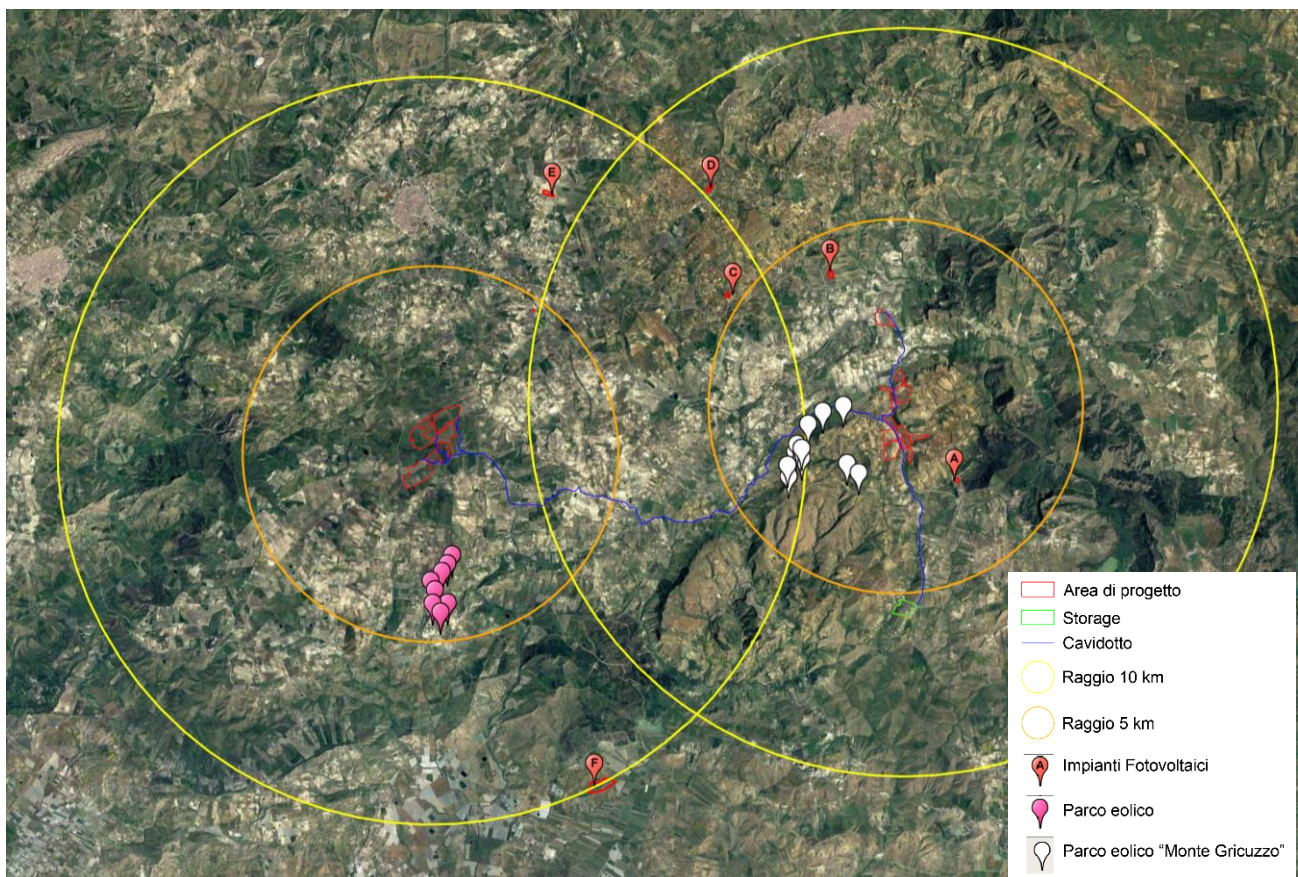 E
D
B
C
A
F
Area di progetto
Storage
Cavidotto
Raggio 10 km
Raggio 5 km
A Impianti Fotovoltaici
Parco eolico
Parco eolico “Monte Gricuzzo”